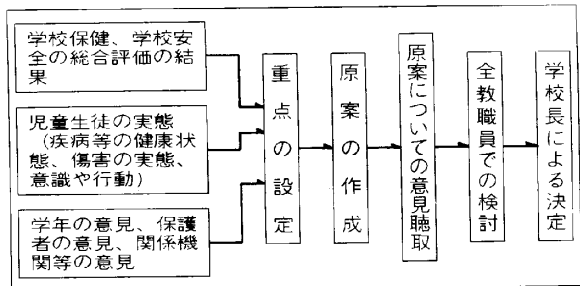 学校保健、学校安
全の総合評価の結
果
児童生徒の実態
(疾病等の健康状
態、傷害の実態、
意識や行動)
学年の意見、保護
者の意見、関係機
関等の意見
重点の設定
原案の作成
原案についての意見聴取
全教職員での検討
学校長による決定